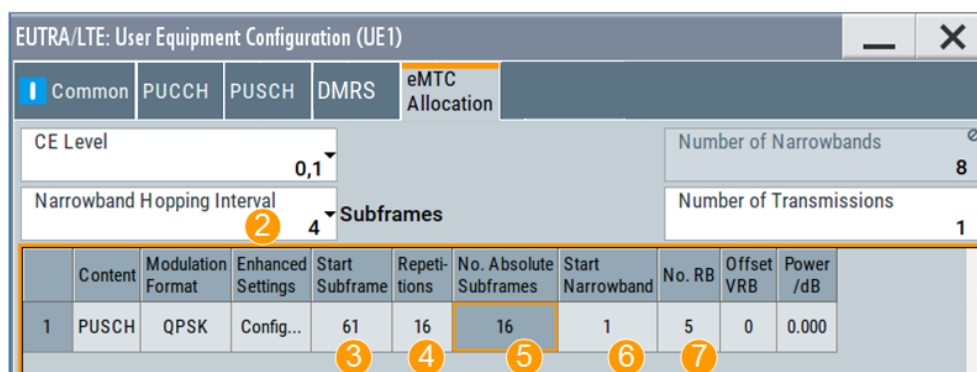 EUTRA/LTE: User Equipment Configuration (UE1)
Common PUCCH PUSCH DMRS eMTC
Allocation
CE Level
0,1
Number of Narrowbands
8
Narrowband Hopping Interval
4 Subframes
2
Number of Transmissions
1
Content Modulation Format Enhanced Settings Start Subframe Repeti-tions No. Absolute Subframes Start Narrowband No. RB Offset VRB Power /dB
1 PUSCH QPSK Config... 61 16 16 1 5 0 0.000
3 4 5 6 7